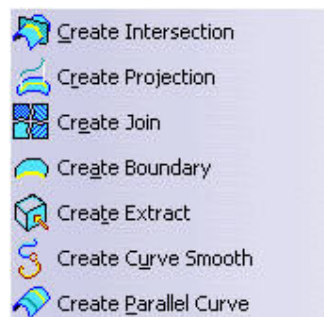 Create Intersection
Create Projection
Create Join
Create Boundary
Create Extract
Create Curve Smooth
Create Parallel Curve